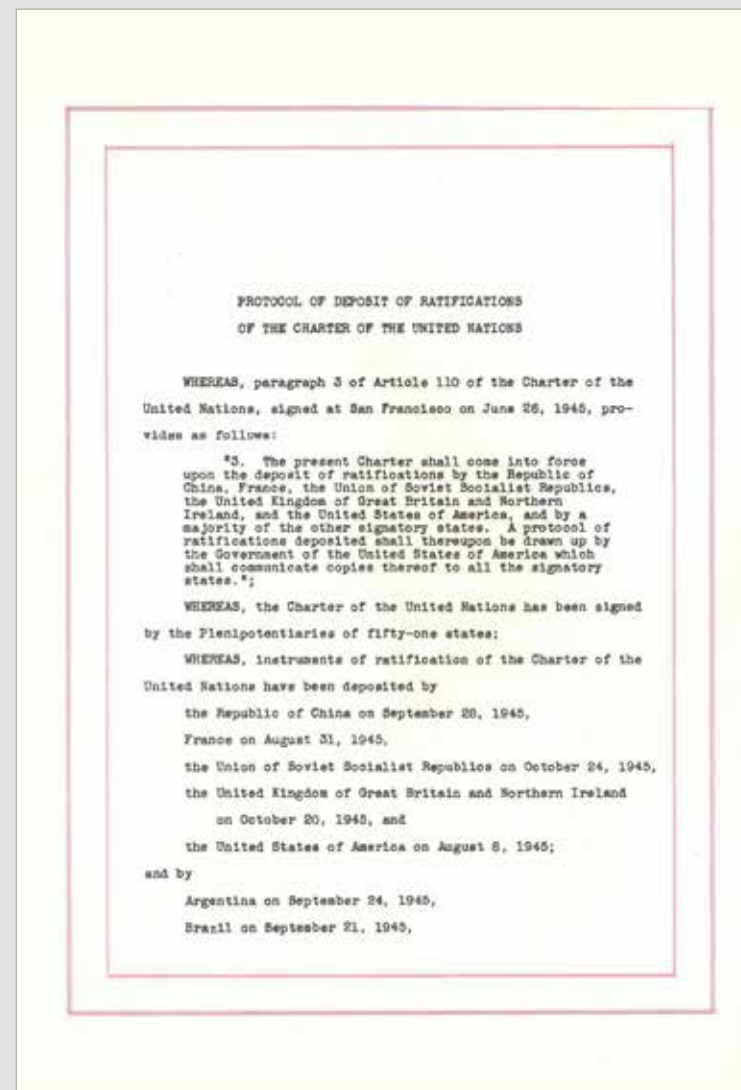 PROTOCOL OF DEPOSIT OF RATIFICATIONS
OF THE CHARTER OF THE UNITED NATIONS
WHEREAS, paragraph 3 of Article 110 of the Charter of the
United Nations, signed at San Francisco on June 26, 1945, pro-
vides as follows:
"3. The present Charter shall come into force
upon the deposit of ratifications by the Republic of
China, France, the Union of Soviet Socialist Republics,
the United Kingdom of Great Britain and Northern
Ireland, and the United States of America, and by a
majority of the other signatory states. A protocol of
ratifications deposited shall thereupon be drawn up by
the Government of the United States of America which
shall communicate copies thereof to all the signatory
states.";
WHEREAS, the Charter of the United Nations has been signed
by the Plenipotentiaries of fifty-one states;
WHEREAS, instruments of ratification of the Charter of the
United Nations have been deposited by
the Republic of China on September 28, 1945,
France on August 31, 1945,
the Union of Soviet Socialist Republics on October 24, 1945,
the United Kingdom of Great Britain and Northern Ireland
on October 20, 1945, and
the United States of America on August 8, 1945;
and by
Argentina on September 24, 1945,
Brazil on September 21, 1945,